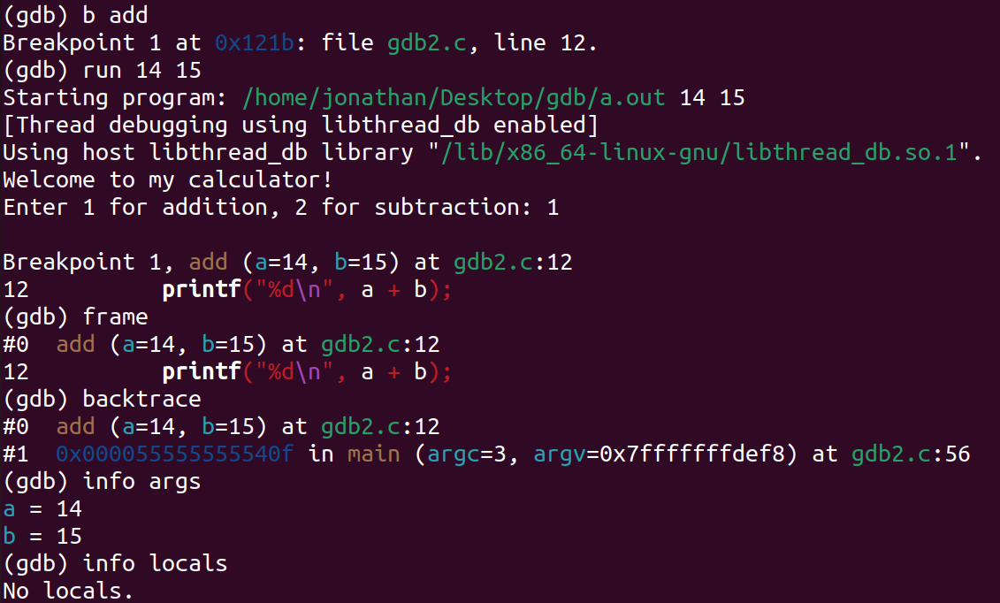 (gdb) b add
Breakpoint 1 at 0x121b: file gdb2.c, line 12.
(gdb) run 14 15
Starting program: /home/jonathan/Desktop/gdb/a.out 14 15
[Thread debugging using libthread_db enabled]
Using host libthread_db library "/lib/x86_64-linux-gnu/libthread_db.so.1".
Welcome to my calculator!
Enter 1 for addition, 2 for subtraction: 1

Breakpoint 1, add (a=14, b=15) at gdb2.c:12
12          printf("%d\n", a + b);
(gdb) frame
#0  add (a=14, b=15) at gdb2.c:12
12          printf("%d\n", a + b);
(gdb) backtrace
#0  add (a=14, b=15) at gdb2.c:12
#1  0x000055555555540f in main (argc=3, argv=0x7fffffffdef8) at gdb2.c:56
(gdb) info args
a = 14
b = 15
(gdb) info locals
No locals.